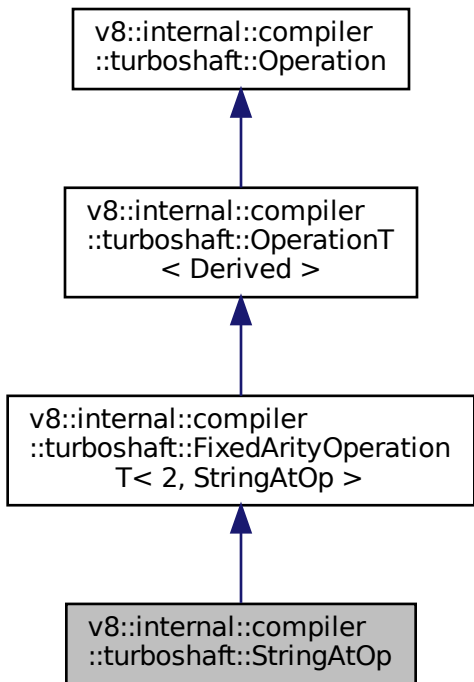 v8::internal::compiler
::turboshaft::Operation
v8::internal::compiler
::turboshaft::OperationT
< Derived >
v8::internal::compiler
::turboshaft::FixedArityOperation
T< 2, StringAtOp >
v8::internal::compiler
::turboshaft::StringAtOp